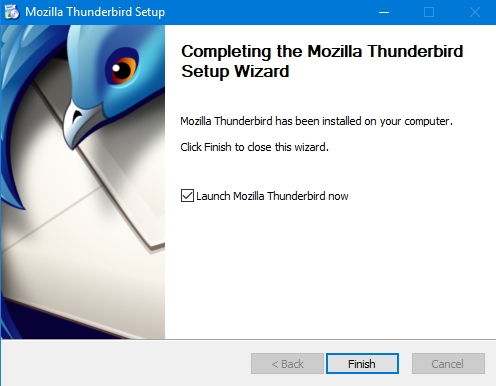 Mozilla Thunderbird Setup
Completing the Mozilla Thunderbird
Setup Wizard
Mozilla Thunderbird has been installed on your computer.
Click Finish to close this wizard.
Launch Mozilla Thunderbird now
< Back
Finish
Cancel